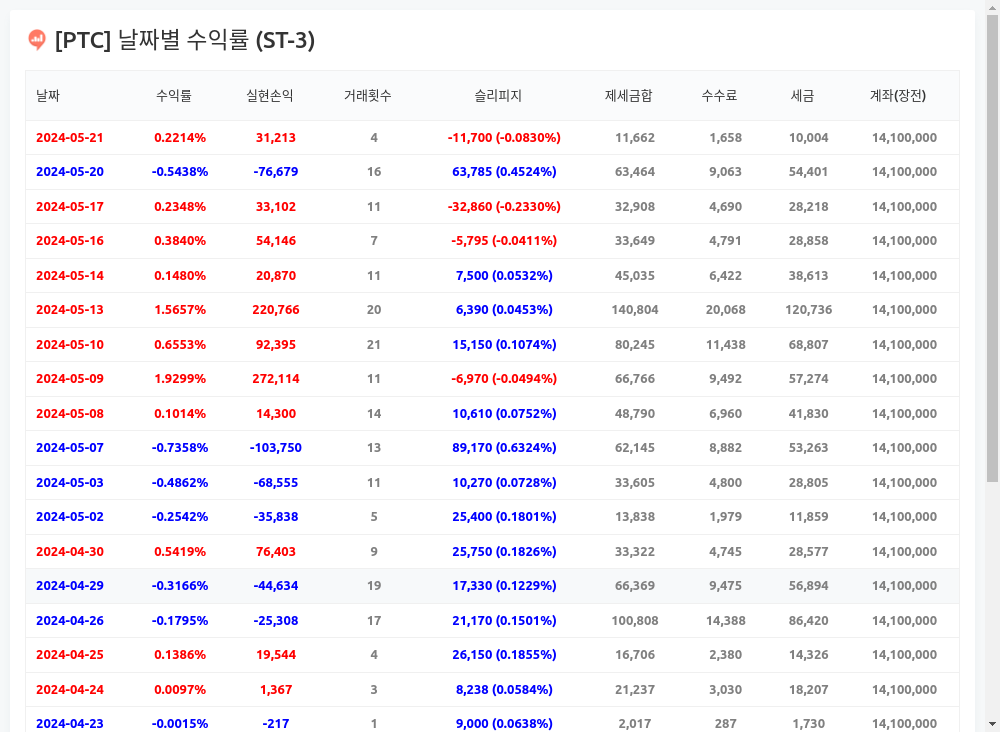 [PTC] 날짜별 수익률 (ST-3)
날짜 수익률 실현손익 거래횟수 슬리피지 제세금합 수수료 세금 계좌(장전)
2024-05-21 0.2214% 31,213 4 -11,700 (-0.0830%) 11,662 1,658 10,004 14,100,000
2024-05-20 -0.5438% -76,679 16 63,785 (0.4524%) 63,464 9,063 54,401 14,100,000
2024-05-17 0.2348% 33,102 11 -32,860 (-0.2330%) 32,908 4,690 28,218 14,100,000
2024-05-16 0.3840% 54,146 7 -5,795 (-0.0411%) 33,649 4,791 28,858 14,100,000
2024-05-14 0.1480% 20,870 11 7,500 (0.0532%) 45,035 6,422 38,613 14,100,000
2024-05-13 1.5657% 220,766 20 6,390 (0.0453%) 140,804 20,068 120,736 14,100,000
2024-05-10 0.6553% 92,395 21 15,150 (0.1074%) 80,245 11,438 68,807 14,100,000
2024-05-09 1.9299% 272,114 11 -6,970 (-0.0494%) 66,766 9,492 57,274 14,100,000
2024-05-08 0.1014% 14,300 14 10,610 (0.0752%) 48,790 6,960 41,830 14,100,000
2024-05-07 -0.7358% -103,750 13 89,170 (0.6324%) 62,145 8,882 53,263 14,100,000
2024-05-03 -0.4862% -68,555 11 10,270 (0.0728%) 33,605 4,800 28,805 14,100,000
2024-05-02 -0.2542% -35,838 5 25,400 (0.1801%) 13,838 1,979 11,859 14,100,000
2024-04-30 0.5419% 76,403 9 25,750 (0.1826%) 33,322 4,745 28,577 14,100,000
2024-04-29 -0.3166% -44,634 19 17,330 (0.1229%) 66,369 9,475 56,894 14,100,000
2024-04-26 -0.1795% -25,308 17 21,170 (0.1501%) 100,808 14,388 86,420 14,100,000
2024-04-25 0.1386% 19,544 4 26,150 (0.1855%) 16,706 2,380 14,326 14,100,000
2024-04-24 0.0097% 1,367 3 8,238 (0.0584%) 21,237 3,030 18,207 14,100,000
2024-04-23 -0.0015% -217 1 9,000 (0.0638%) 2,017 287 1,730 14,100,000